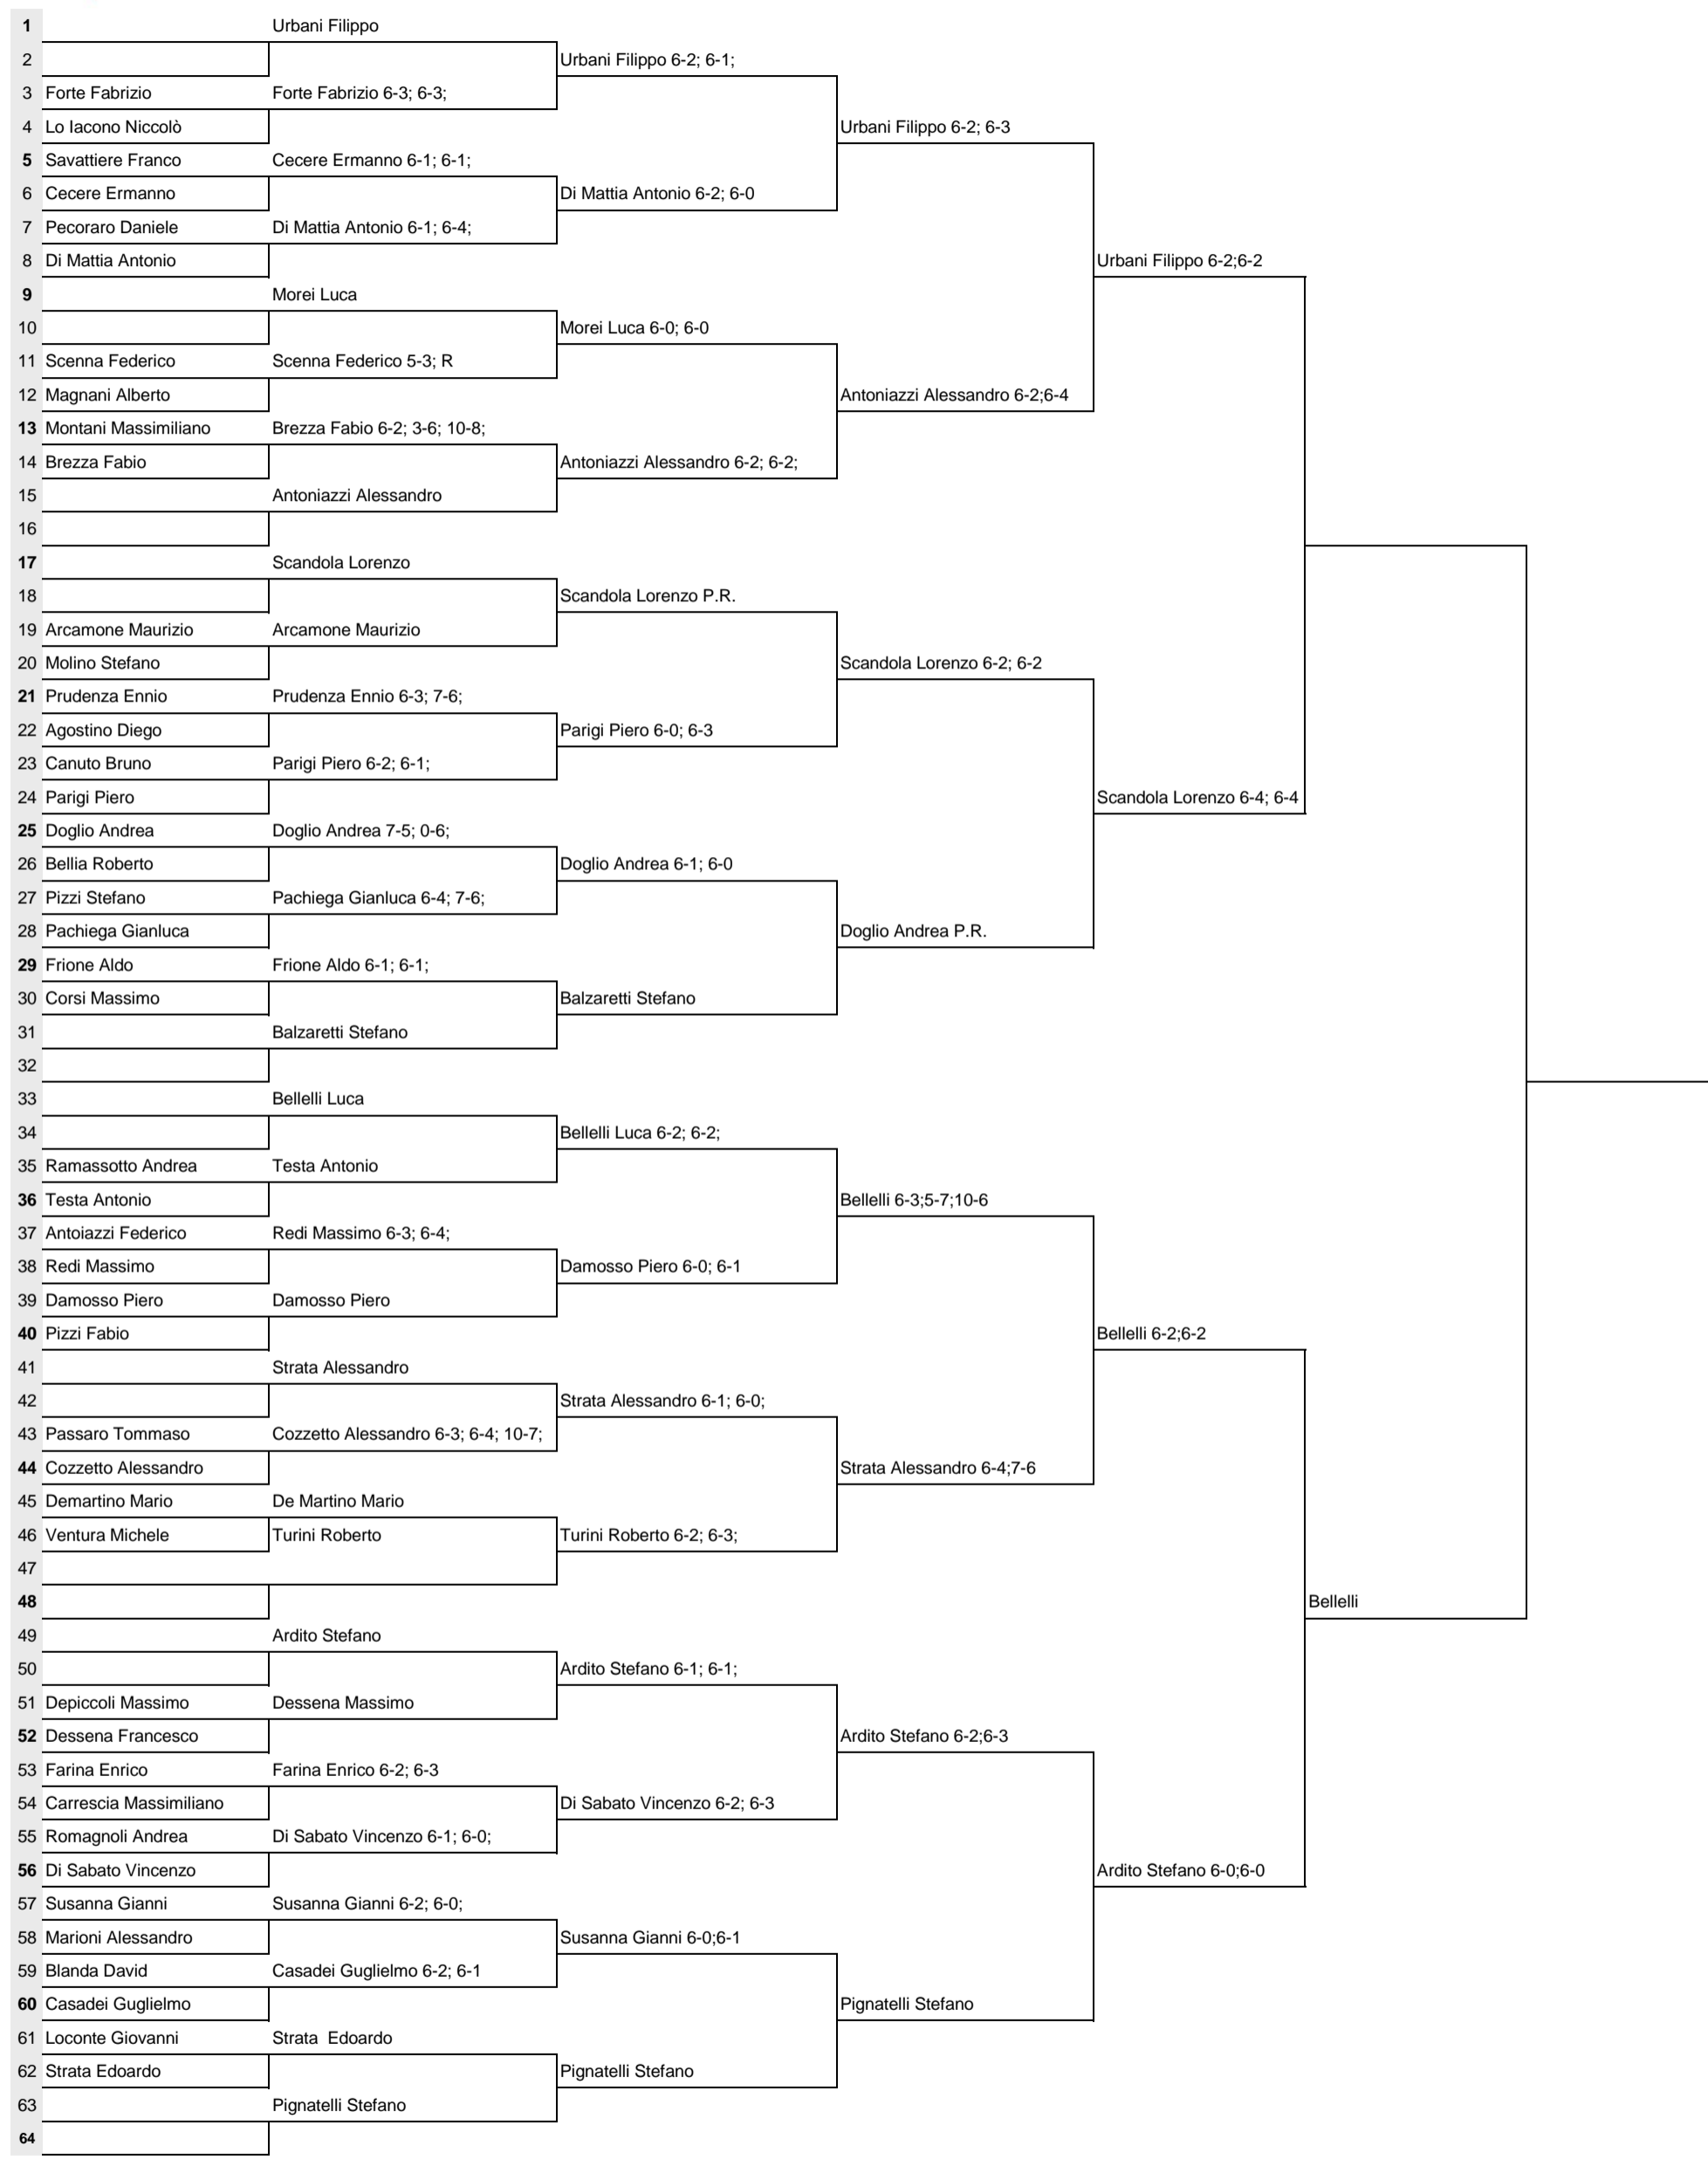 1 Urbani Filippo
2 Urbani Filippo 6-2; 6-1;
3 Forte Fabrizio Forte Fabrizio 6-3; 6-3;
4 Lo Iacono Niccolò Urbani Filippo 6-2; 6-3
5 Savattiere Franco Cecere Ermanno 6-1; 6-1;
6 Cecere Ermanno Di Mattia Antonio 6-2; 6-0
7 Pecoraro Daniele Di Mattia Antonio 6-1; 6-4;
8 Di Mattia Antonio Urbani Filippo 6-2;6-2
9 Morei Luca
10 Morei Luca 6-0; 6-0
11 Scenna Federico Scenna Federico 5-3; R
12 Magnani Alberto Antoniazzi Alessandro 6-2;6-4
13 Montani Massimiliano Brezza Fabio 6-2; 3-6; 10-8;
14 Brezza Fabio Antoniazzi Alessandro 6-2; 6-2;
15 Antoniazzi Alessandro
16
17 Scandola Lorenzo
18 Scandola Lorenzo P.R.
19 Arcamone Maurizio Arcamone Maurizio
20 Molino Stefano Scandola Lorenzo 6-2; 6-2
21 Prudenza Ennio Prudenza Ennio 6-3; 7-6;
22 Agostino Diego Parigi Piero 6-0; 6-3
23 Canuto Bruno Parigi Piero 6-2; 6-1;
24 Parigi Piero Scandola Lorenzo 6-4; 6-4
25 Doglio Andrea Doglio Andrea 7-5; 0-6;
26 Bellia Roberto Doglio Andrea 6-1; 6-0
27 Pizzi Stefano Pachiega Gianluca 6-4; 7-6;
28 Pachiega Gianluca Doglio Andrea P.R.
29 Frione Aldo Frione Aldo 6-1; 6-1;
30 Corsi Massimo Balzaretti Stefano
31 Balzaretti Stefano
32
33 Bellelli Luca
34 Bellelli Luca 6-2; 6-2;
35 Ramassotto Andrea Testa Antonio
36 Testa Antonio Bellelli 6-3;5-7;10-6
37 Antoiazzi Federico Redi Massimo 6-3; 6-4;
38 Redi Massimo Damosso Piero 6-0; 6-1
39 Damosso Piero Damosso Piero
40 Pizzi Fabio Bellelli 6-2;6-2
41 Strata Alessandro
42 Strata Alessandro 6-1; 6-0;
43 Passaro Tommaso Cozzetto Alessandro 6-3; 6-4; 10-7;
44 Cozzetto Alessandro Strata Alessandro 6-4;7-6
45 Demartino Mario De Martino Mario
46 Ventura Michele Turini Roberto Turini Roberto 6-2; 6-3;
47
48 Bellelli
49 Ardito Stefano
50 Ardito Stefano 6-1; 6-1;
51 Depiccoli Massimo Dessena Massimo
52 Dessena Francesco Ardito Stefano 6-2;6-3
53 Farina Enrico Farina Enrico 6-2; 6-3
54 Carrescia Massimiliano Di Sabato Vincenzo 6-2; 6-3
55 Romagnoli Andrea Di Sabato Vincenzo 6-1; 6-0;
56 Di Sabato Vincenzo Ardito Stefano 6-0;6-0
57 Susanna Gianni Susanna Gianni 6-2; 6-0;
58 Marioni Alessandro Susanna Gianni 6-0;6-1
59 Blanda David Casadei Guglielmo 6-2; 6-1
60 Casadei Guglielmo Pignatelli Stefano
61 Loconte Giovanni Strata  Edoardo
62 Strata Edoardo Pignatelli Stefano
63 Pignatelli Stefano
64